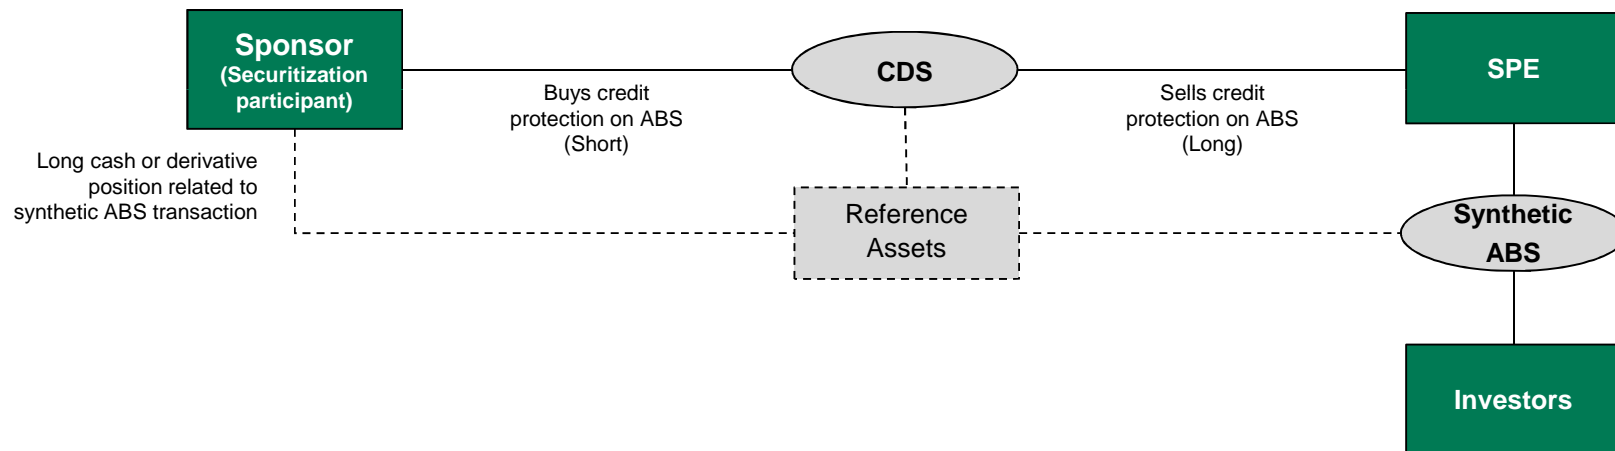 Sponsor
(Securitization
participant)
CDS
SPE
Buys credit
protection on ABS
(Short)
Sells credit
protection on ABS
(Long)
Long cash or derivative
position related to
synthetic ABS transaction
Reference
Assets
Synthetic
ABS
Investors